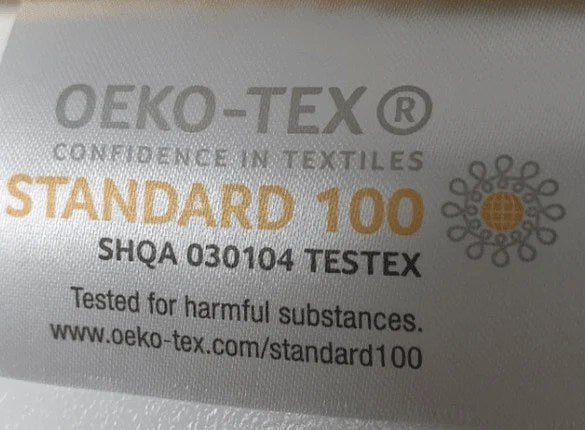 OEKO-TEX®
CONFIDENCE IN TEXTILES
STANDARD 100
SHQA 030104 TESTEX
Tested for harmful substances.
www.oeko-tex.com/standard100